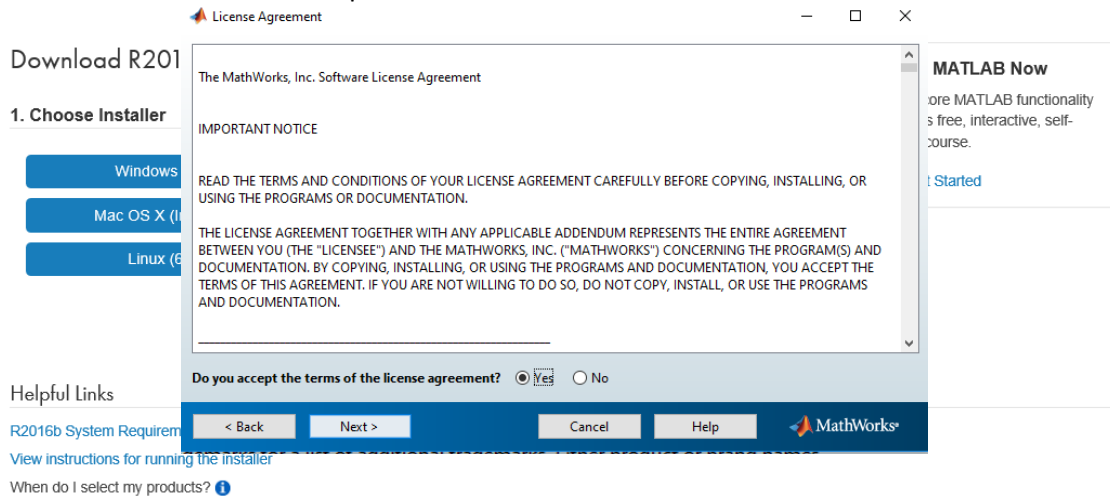 License Agreement
Download R201
1. Choose Installer
Windows
Mac OS X (I
Linux (6
Helpful Links
R2016b System Requirem
View instructions for running the installer
When do I select my products?
The MathWorks, Inc. Software License Agreement
IMPORTANT NOTICE
READ THE TERMS AND CONDITIONS OF YOUR LICENSE AGREEMENT CAREFULLY BEFORE COPYING, INSTALLING, OR
USING THE PROGRAMS OR DOCUMENTATION.
THE LICENSE AGREEMENT TOGETHER WITH ANY APPLICABLE ADDENDUM REPRESENTS THE ENTIRE AGREEMENT
BETWEEN YOU (THE "LICENSEE") AND THE MATHWORKS, INC. ("MATHWORKS") CONCERNING THE PROGRAM(S) AND
DOCUMENTATION. BY COPYING, INSTALLING, OR USING THE PROGRAMS AND DOCUMENTATION, YOU ACCEPT THE
TERMS OF THIS AGREEMENT. IF YOU ARE NOT WILLING TO DO SO, DO NOT COPY, INSTALL, OR USE THE PROGRAMS
AND DOCUMENTATION.
Do you accept the terms of the license agreement? Yes No
< Back Next > Cancel Help MathWorks®
MATLAB Now
ore MATLAB functionality
s free, interactive, self-
course.
t Started